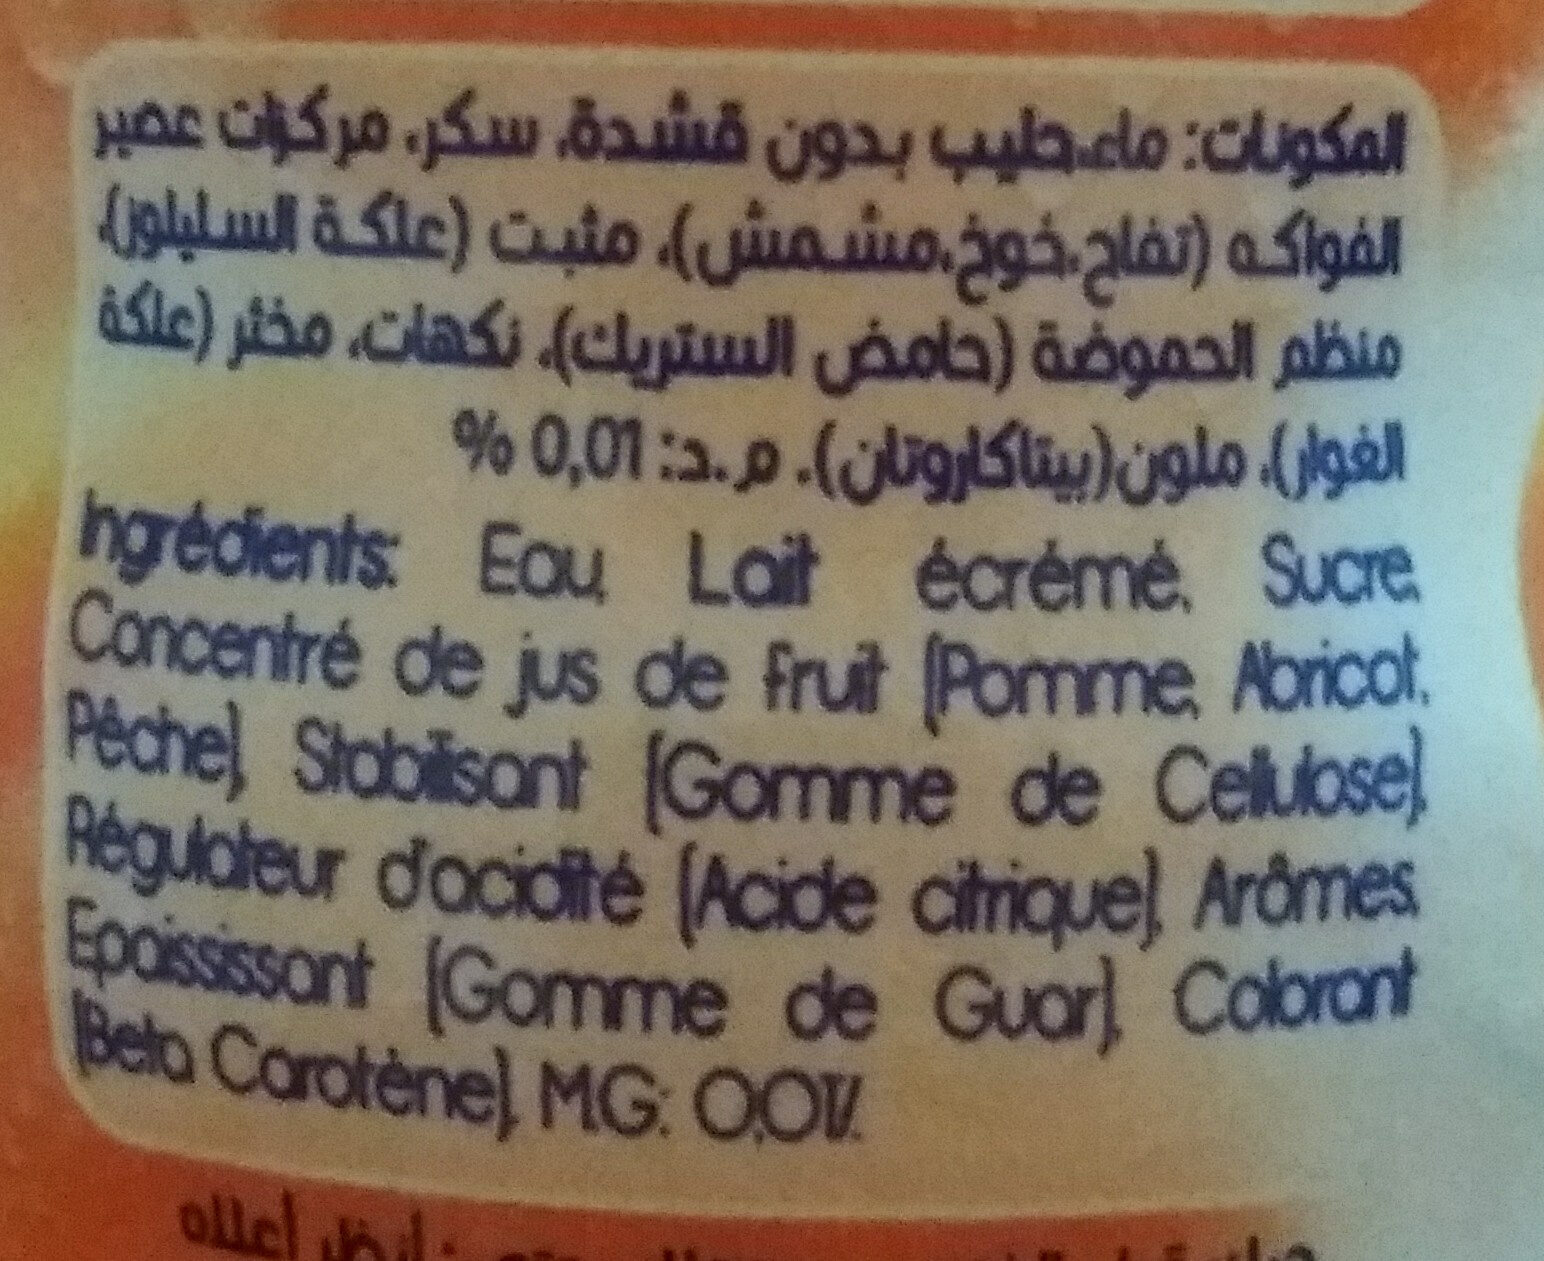 المكونات: ماء،حليب بدون قشدة، سكر، مركزات عصير
الفواكه (تفاح،خوخ،مشمش)، مثبت (علكة السليلوز)،
منظم الحموضة (حامض الستريك)، نكهات، مخثر (علكة
الغوار)، ملون(بيتاكاروتان). م.د: 0,01 %
Ingrédients: Eau, Lait écrémé, Sucre,
Concentré de jus de fruit (Pomme, Abricot,
Pêche), Stabilisant (Gomme de Cellulose),
Régulateur d'acidité (Acide citrique), Arômes,
Epaississant (Gomme de Guar), Colorant
(Beta Carotène). M.G: 0,01%.
أنظر أعلاه